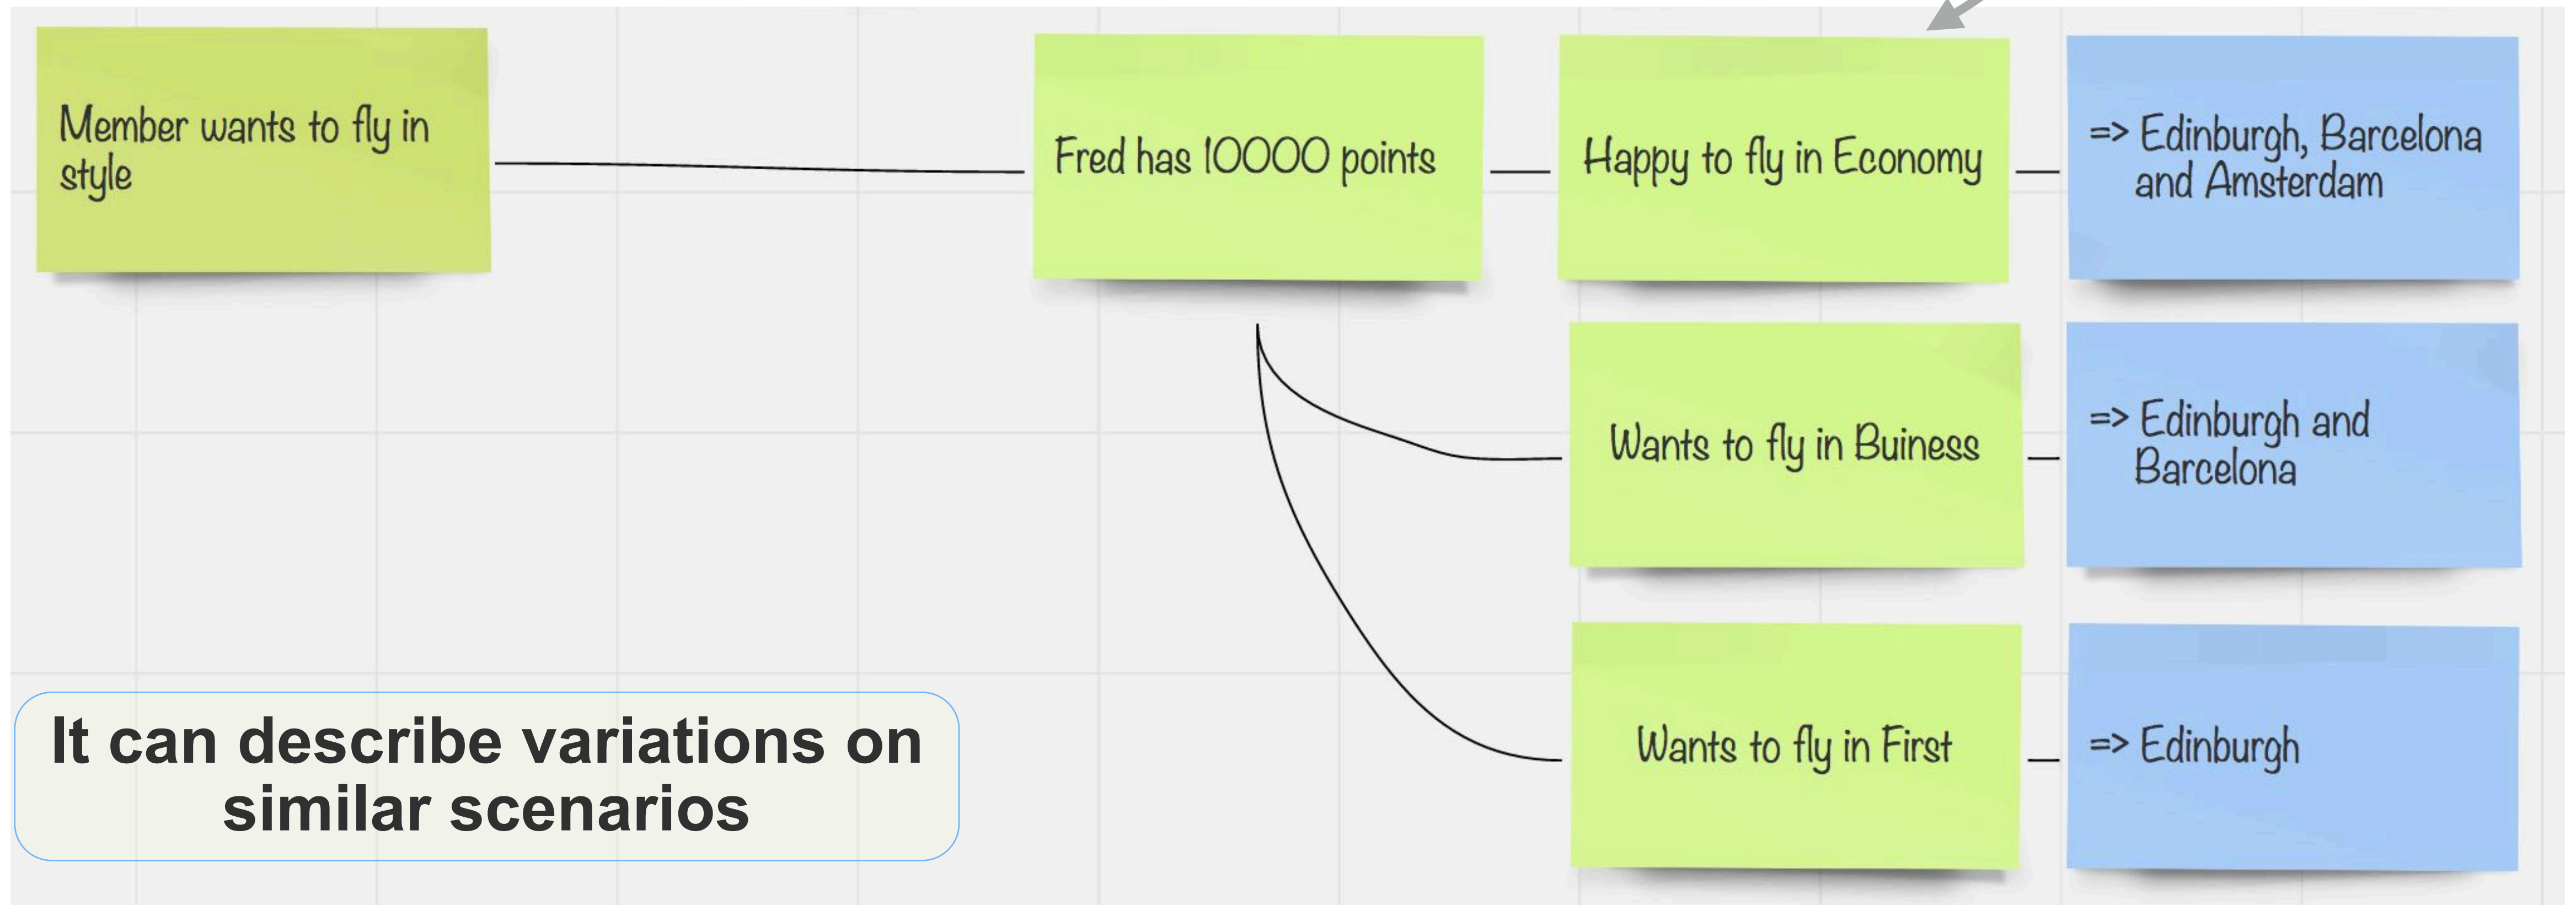 Member wants to fly in
style
Fred has 10000 points
Happy to fly in Economy
=> Edinburgh, Barcelona
and Amsterdam
Wants to fly in Buiness
=> Edinburgh and
Barcelona
Wants to fly in First
=> Edinburgh
It can describe variations on
similar scenarios